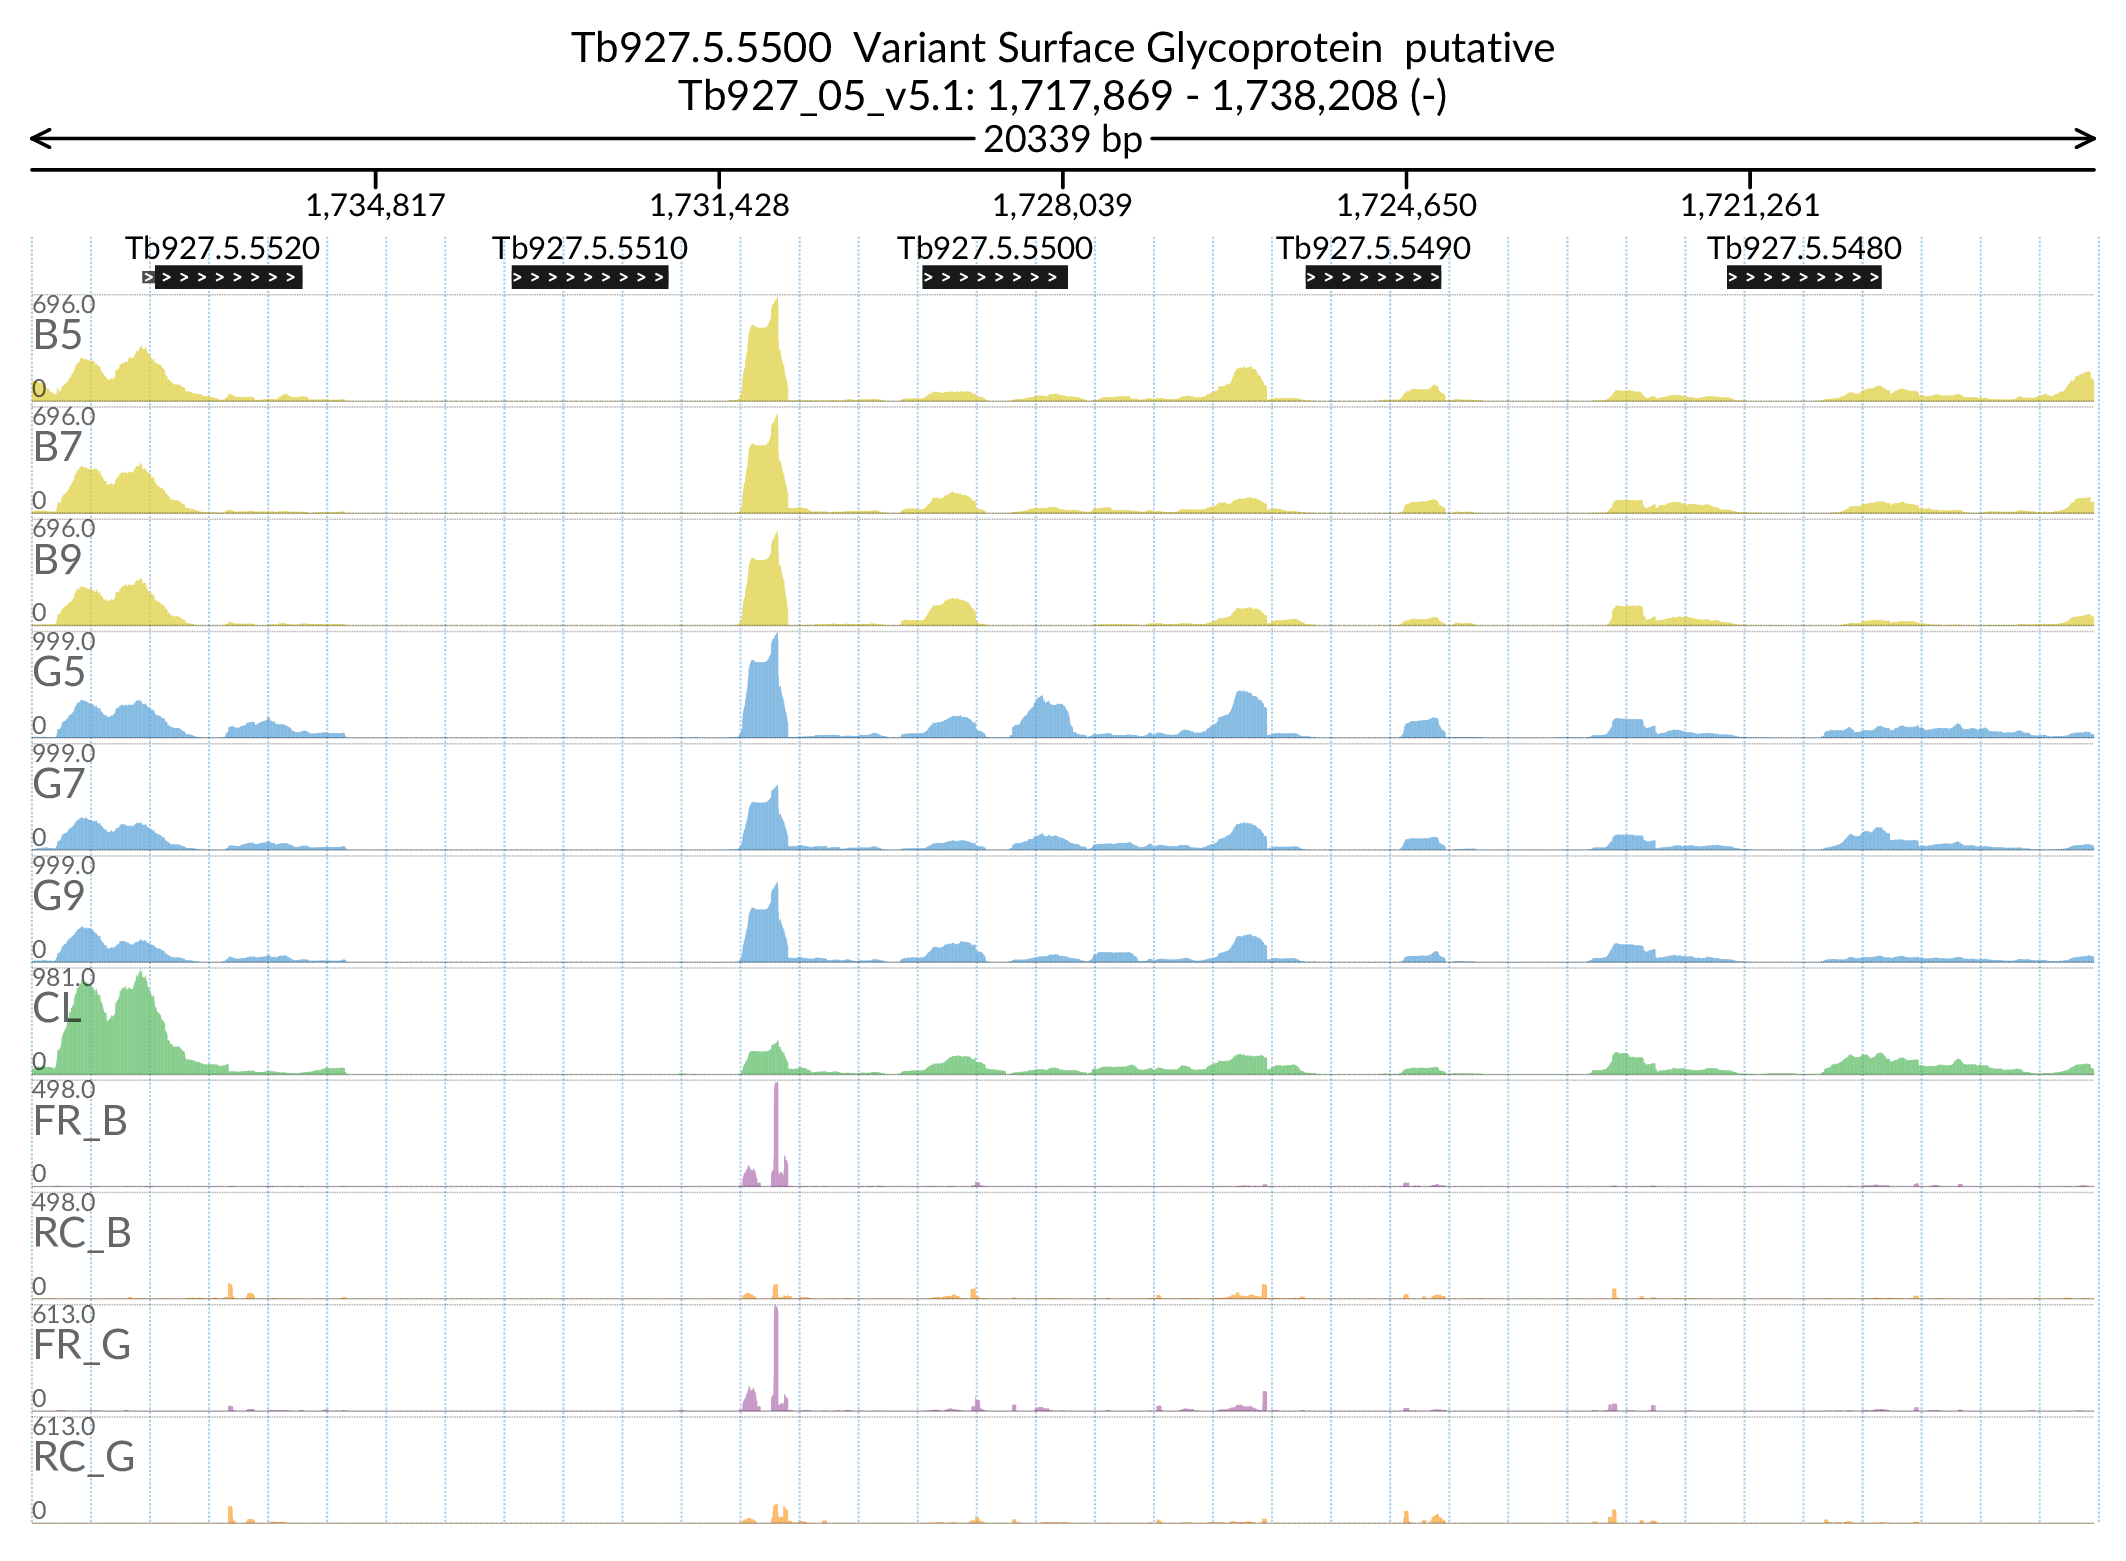 Tb927.5.5500  Variant Surface Glycoprotein  putative
Tb927_05_v5.1: 1,717,869 - 1,738,208 (-)
20339 bp
1,734,817 1,731,428 1,728,039 1,724,650 1,721,261
Tb927.5.5520 Tb927.5.5510 Tb927.5.5500 Tb927.5.5490 Tb927.5.5480
696.0
B5
0
696.0
B7
0
696.0
B9
0
999.0
G5
0
999.0
G7
0
999.0
G9
0
981.0
CL
0
498.0
FR_B
0
498.0
RC_B
0
613.0
FR_G
0
613.0
RC_G
0